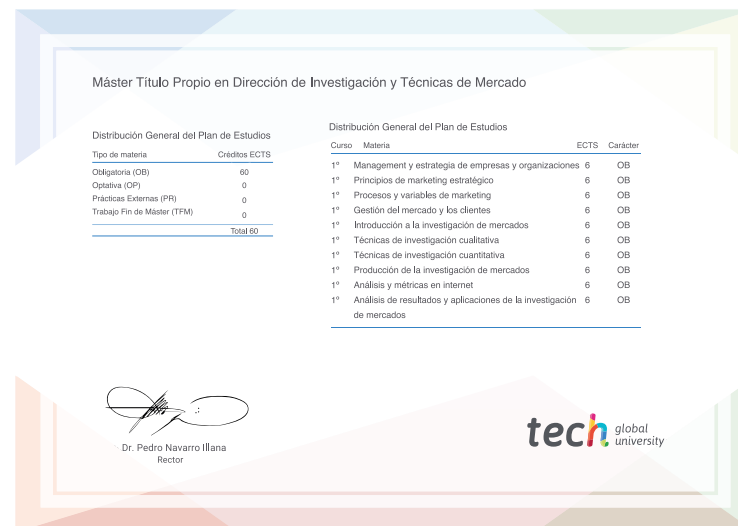 Máster Título Propio en Dirección de Investigación y Técnicas de Mercado
Distribución General del Plan de Estudios
Tipo de materia Créditos ECTS
Obligatoria (OB) 60
Optativa (OP) 0
Prácticas Externas (PR) 0
Trabajo Fin de Máster (TFM) 0
Total 60
Distribución General del Plan de Estudios
Curso Materia ECTS Carácter
1º Management y estrategia de empresas y organizaciones 6 OB
1º Principios de marketing estratégico 6 OB
1º Procesos y variables de marketing 6 OB
1º Gestión del mercado y los clientes 6 OB
1º Introducción a la investigación de mercados 6 OB
1º Técnicas de investigación cualitativa 6 OB
1º Técnicas de investigación cuantitativa 6 OB
1º Producción de la investigación de mercados 6 OB
1º Análisis y métricas en internet 6 OB
1º Análisis de resultados y aplicaciones de la investigación 6 OB
de mercados
Dr. Pedro Navarro Illana
Rector
tech global
university